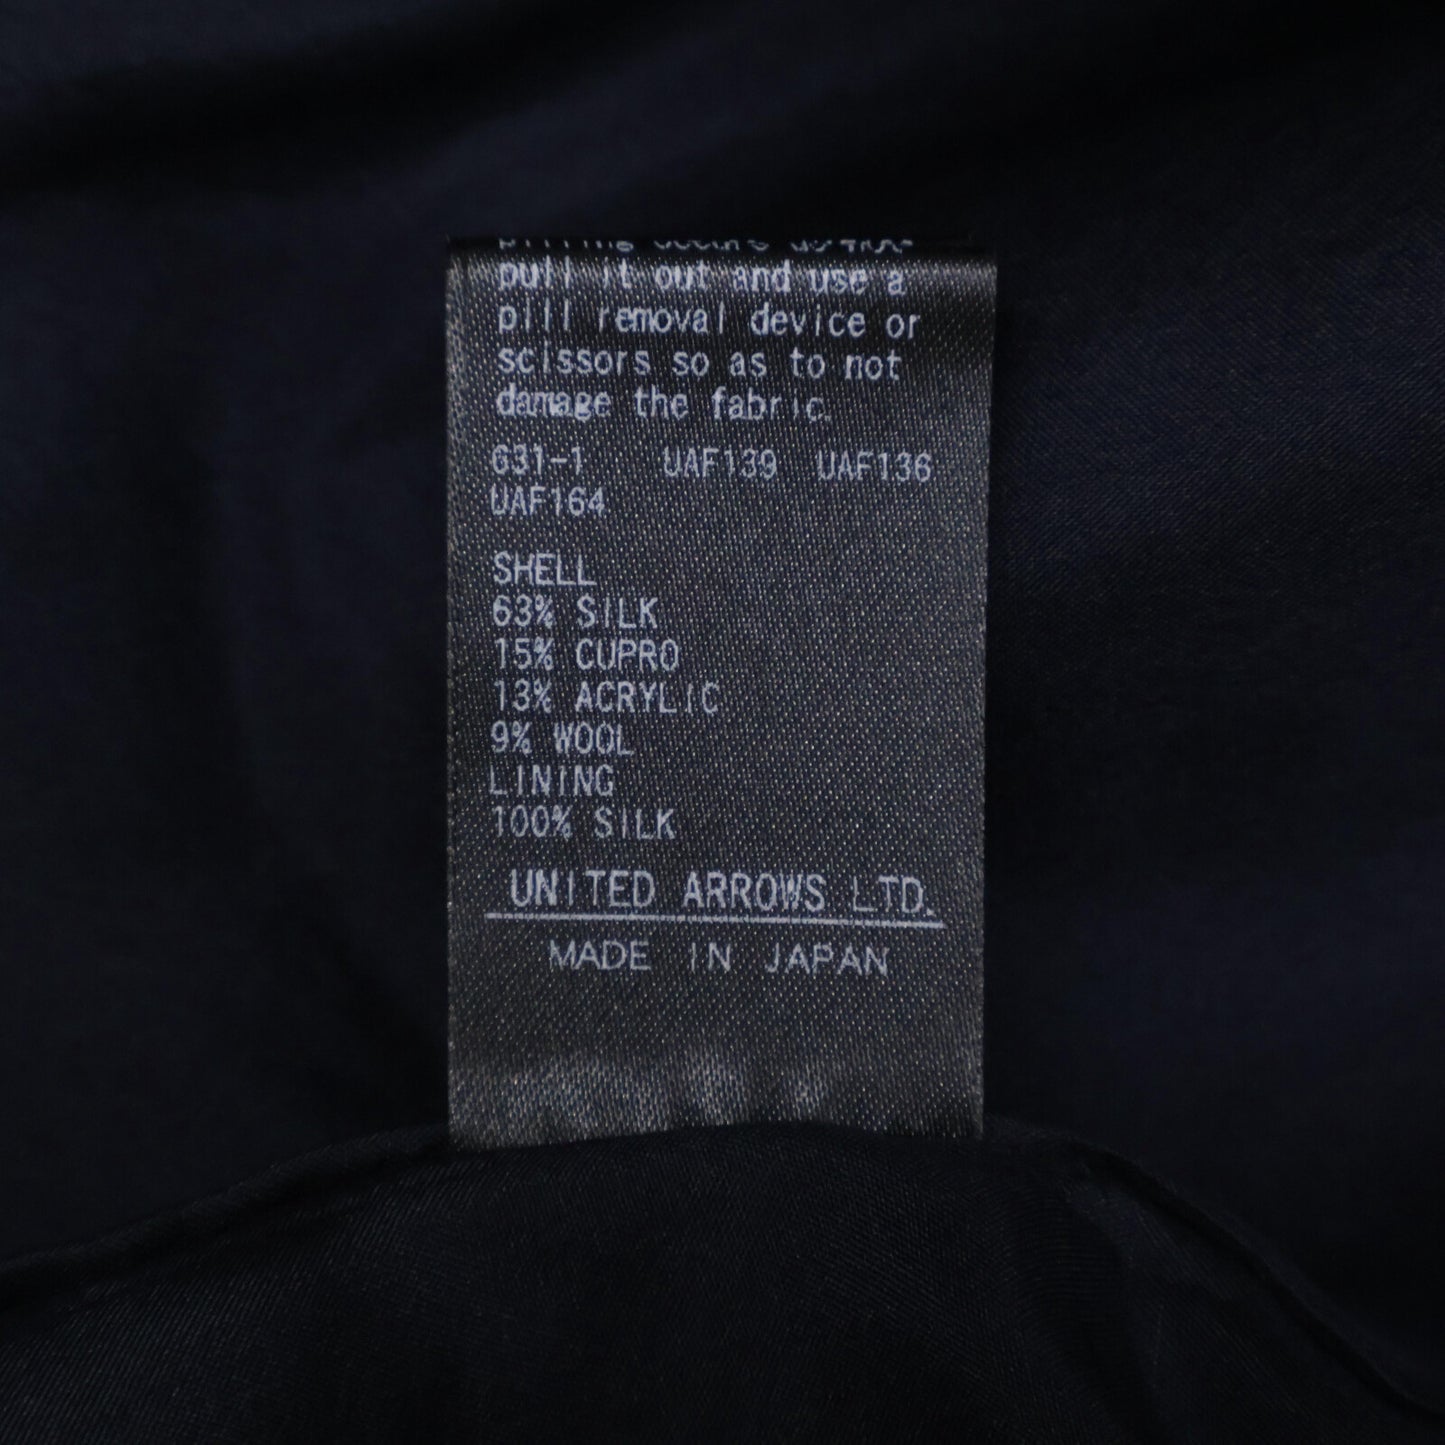 pull it out and use a
pill removal device or
scissors so as to not
damage the fabric.
631-1 UAF139 UAF136
UAF164
SHELL
63% SILK
15% CUPRO
13% ACRYLIC
9% WOOL
LINING
100% SILK
UNITED ARROWS LTD.
MADE IN JAPAN